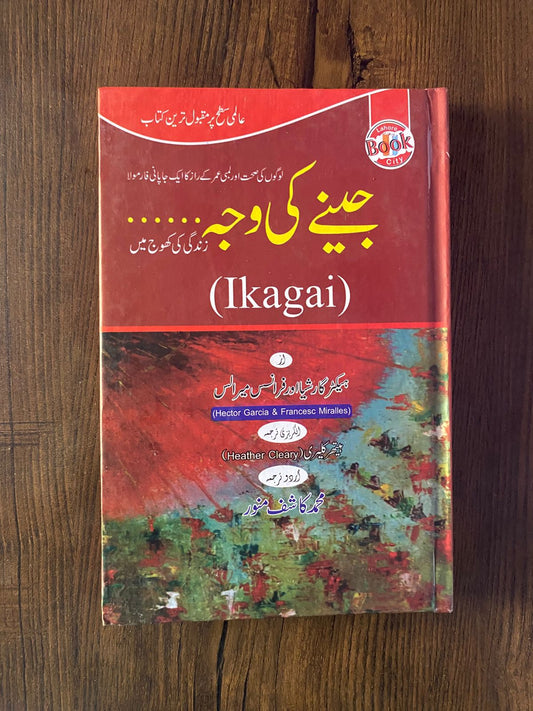 عالمی سطح پر مقبول ترین کتاب
Lahore
Book
City
لوگوں کی صحت اور لمبی عمر کے راز کا ایک جاپانی فارمولا
جینے کی وجہ ......
زندگی کی کھوج میں
(Ikagai)
از
ہیکٹر گارشیا اور فرانس میرالس
(Hector Garcia & Francesc Miralles)
انگریزی ترجمہ
ہیتھر کلیری (Heather Cleary)
اُردو ترجمہ
محمد کاشف منور